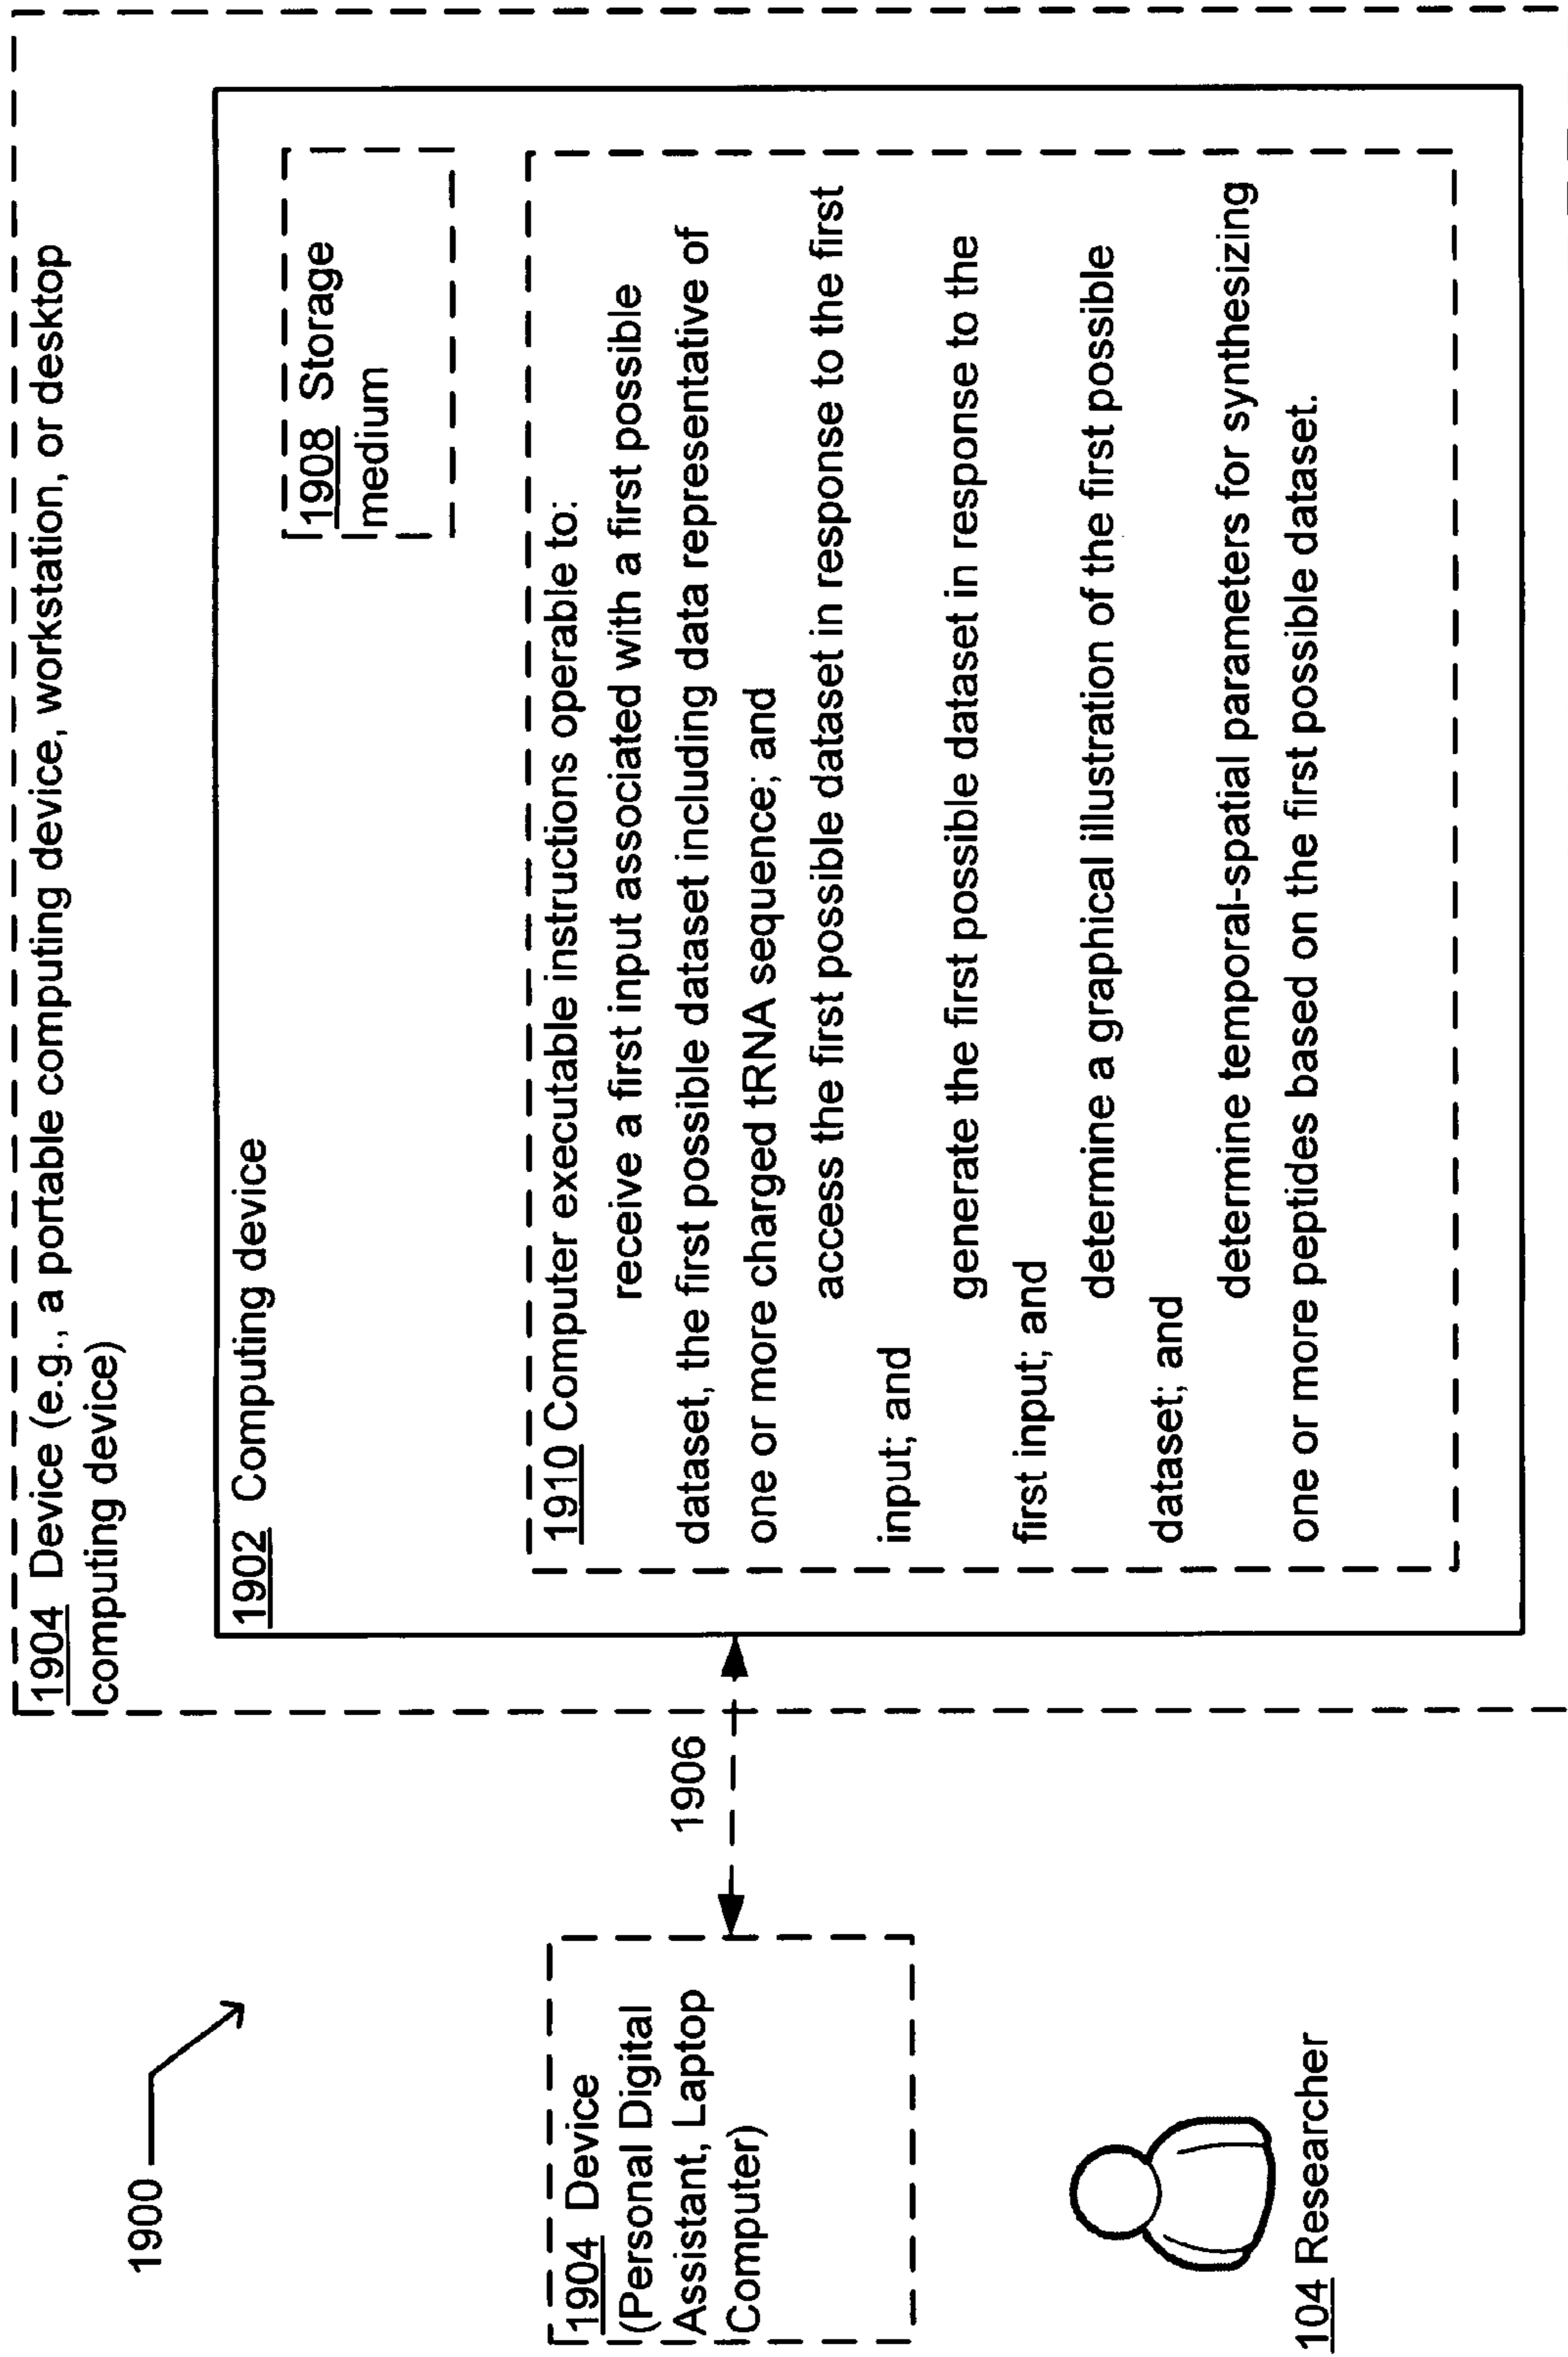 1900
1904 Device (e.g., a portable computing device, workstation, or desktop
computing device)
1902 Computing device
1908 Storage
medium
1910 Computer executable instructions operable to:
receive a first input associated with a first possible
dataset, the first possible dataset including data representative of
one or more charged tRNA sequence; and
access the first possible dataset in response to the first
input; and
generate the first possible dataset in response to the
first input; and
determine a graphical illustration of the first possible
dataset; and
determine temporal-spatial parameters for synthesizing
one or more peptides based on the first possible dataset.
1906
1904 Device
(Personal Digital
Assistant, Laptop
Computer)
104 Researcher